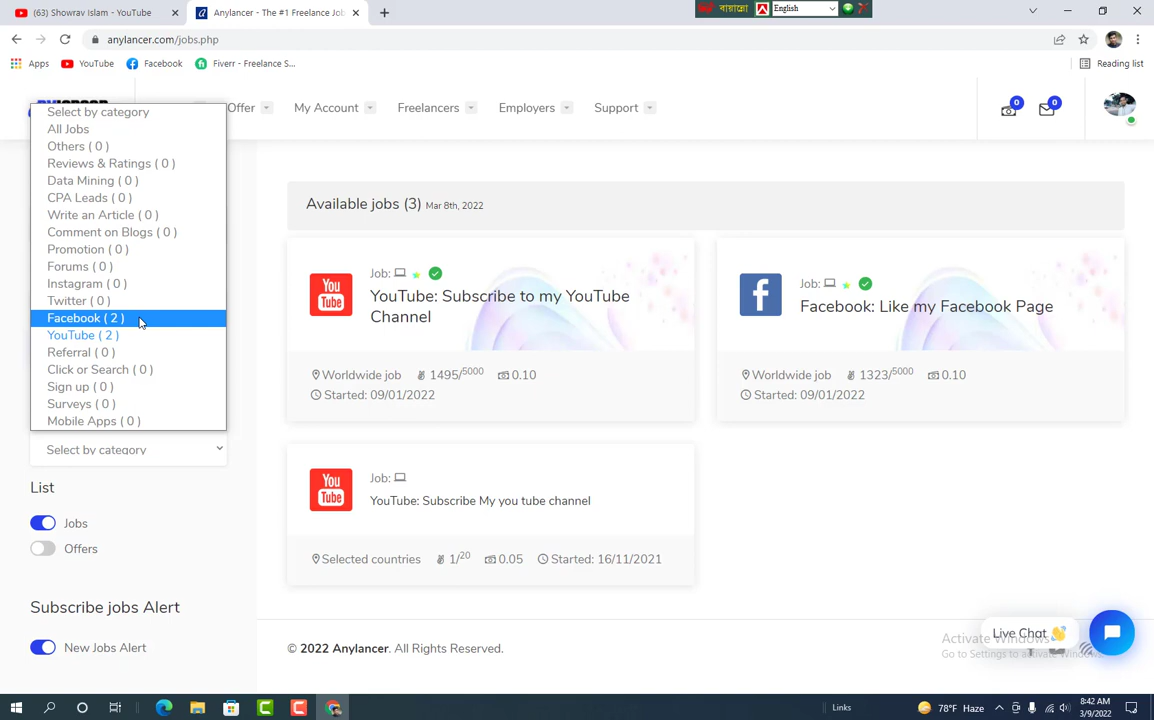 (63) Showrav Islam - YouTube
Anylancer - The #1 Freelance Job
বায়ান্নো
English
anylancer.com/jobs.php
Apps
YouTube
Facebook
Fiverr - Freelance S...
Reading list
Offer
My Account
Freelancers
Employers
Support
0
0
Select by category
All Jobs
Others ( 0 )
Reviews & Ratings ( 0 )
Data Mining ( 0 )
CPA Leads ( 0 )
Write an Article ( 0 )
Comment on Blogs ( 0 )
Promotion ( 0 )
Forums ( 0 )
Instagram ( 0 )
Twitter ( 0 )
Facebook ( 2 )
YouTube ( 2 )
Referral ( 0 )
Click or Search ( 0 )
Sign up ( 0 )
Surveys ( 0 )
Mobile Apps ( 0 )
Select by category
List
Jobs
Offers
Subscribe jobs Alert
New Jobs Alert
Available jobs (3) Mar 8th, 2022
You
Tube
Job:
YouTube: Subscribe to my YouTube
Channel
Worldwide job 1495/5000 0.10
Started: 09/01/2022
Job:
Facebook: Like my Facebook Page
Worldwide job 1323/5000 0.10
Started: 09/01/2022
You
Tube
Job:
YouTube: Subscribe My you tube channel
Selected countries 1/20 0.05 Started: 16/11/2021
© 2022 Anylancer. All Rights Reserved.
Live Chat
Activate Windows
Go to Settings to activate Windows.
Links
78°F Haze
8:42 AM
3/9/2022